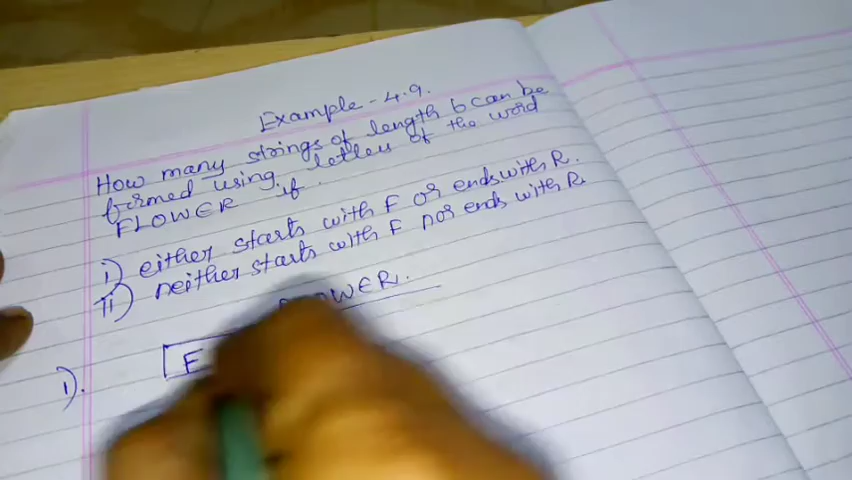 Example - 4.9.
How many strings of length 6 can be
formed using letters of the word
FLOWER if
i) either starts with F or ends with R.
ii) neither starts with F nor ends with R.
OWER.
i). F